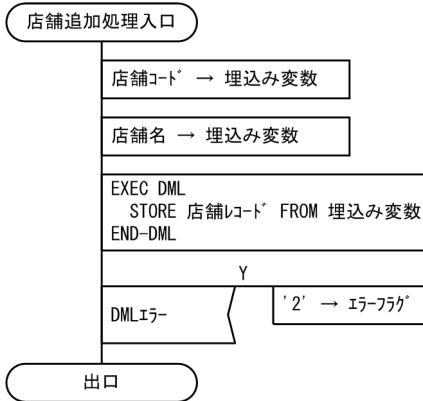 店舗追加処理入口
店舗ｺｰﾄﾞ → 埋込み変数
店舗名 → 埋込み変数
EXEC DML
STORE 店舗ﾚｺｰﾄﾞ FROM 埋込み変数
END-DML
Y
DMLｴﾗｰ
'2' → ｴﾗｰﾌﾗｸﾞ
出口